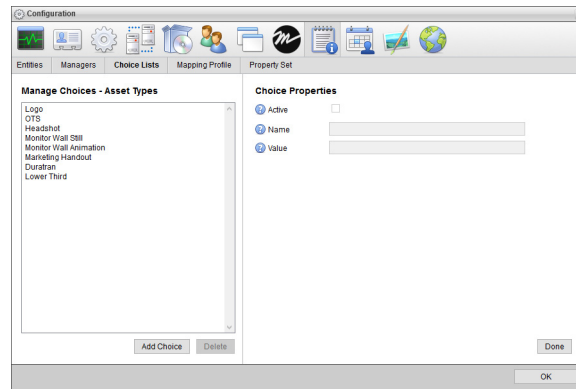 Configuration
Entities Managers Choice Lists Mapping Profile Property Set
Manage Choices - Asset Types
Logo
OTS
Headshot
Monitor Wall Still
Monitor Wall Animation
Marketing Handout
Duratran
Lower Third
Add Choice Delete
Choice Properties
? Active
? Name
? Value
Done
OK